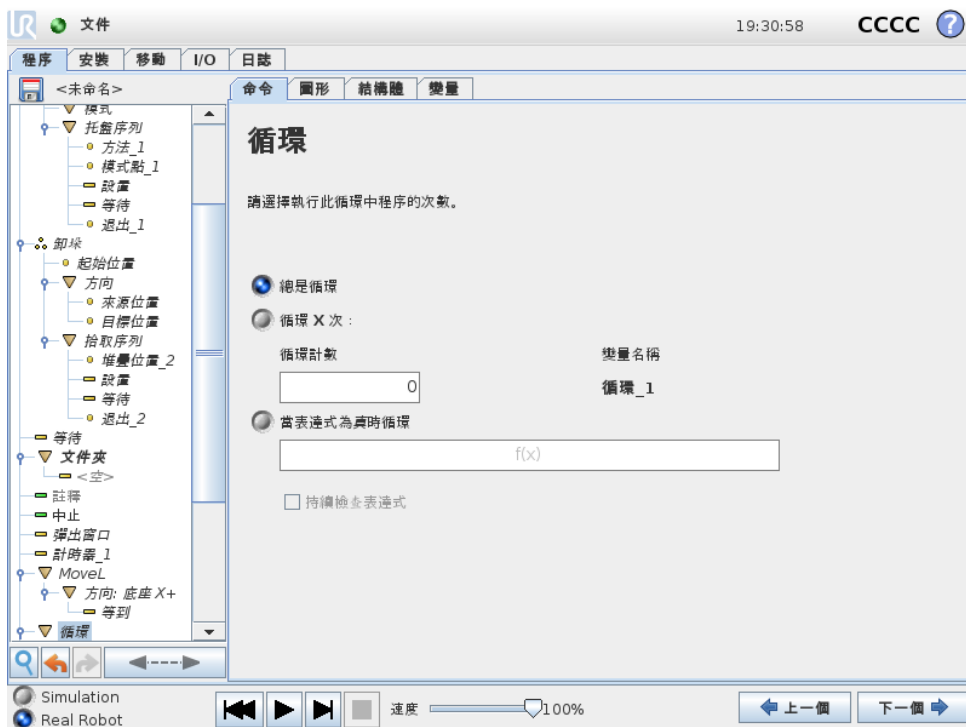 UR 文件 19:30:58 CCCC ?
程序 安裝 移動 I/O 日誌
<未命名>
命令 圖形 結構體 變量
模式
托盤序列
方法_1
模式點_1
設置
等待
退出_1
卸垛
起始位置
方向
來源位置
目標位置
拾取序列
堆疊位置_2
設置
等待
退出_2
等待
文件夾
<空>
註釋
中止
彈出窗口
計時器_1
MoveL
方向: 底座 X+
等到
循環
循環
請選擇執行此循環中程序的次數。
總是循環
循環 X 次：
循環計數 變量名稱
0 循環_1
當表達式為真時循環
f(x)
持續檢查表達式
Simulation
Real Robot
速度 100%
上一個 下一個